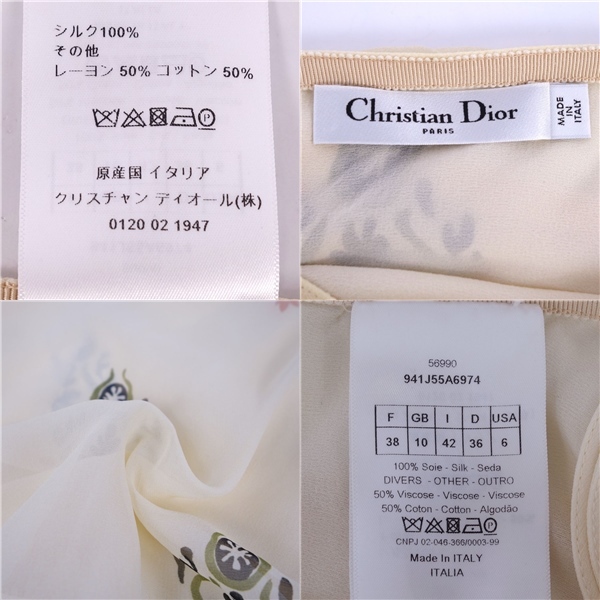 シルク100%
その他
レーヨン 50% コットン 50%
原産国 イタリア
クリスチャン ディオール(株)
0120 02 1947
Christian Dior
PARIS
MADE
IN
ITALY
56990
941J55A6974
F GB I D USA
38 10 42 36 6
100% Soie - Silk - Seda
DIVERS - OTHER - OUTRO
50% Viscose - Viscose - Viscose
50% Coton - Cotton - Algodão
CNPJ 02-046-366/0003-99
Made In ITALY
ITALIA